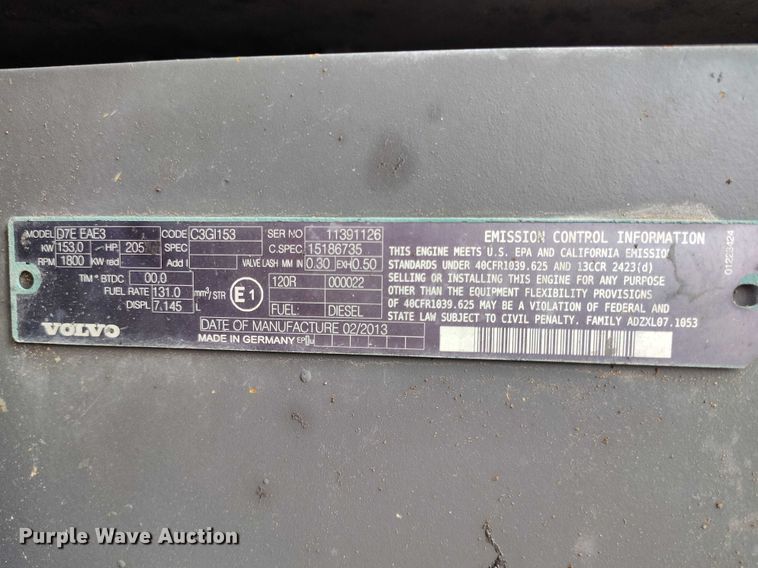 MODEL D7E EAE3 CODE C3GI153 SER NO 11391126
KW 153,0 HP 205 SPEC C.SPEC 15186735
RPM 1800 KW red Add I VALVE LASH MM IN 0.30 EXH 0.50
TIM ° BTDC 00.0 120R 000022
FUEL RATE 131.0 mm³/STR E1
DISPL 7.145 L FUEL: DIESEL
VOLVO DATE OF MANUFACTURE 02/2013
MADE IN GERMANY
EMISSION CONTROL INFORMATION
THIS ENGINE MEETS U.S. EPA AND CALIFORNIA EMISSION
STANDARDS UNDER 40CFR1039.625 AND 13CCR 2423(d)
SELLING OR INSTALLING THIS ENGINE FOR ANY PURPOSE
OTHER THAN FOR THE EQUIPMENT FLEXIBILITY PROVISIONS
OF 40CFR1039.625 MAY BE A VIOLATION OF FEDERAL AND
STATE LAW SUBJECT TO CIVIL PENALTY. FAMILY ADZXL07.1053
Purple Wave Auction